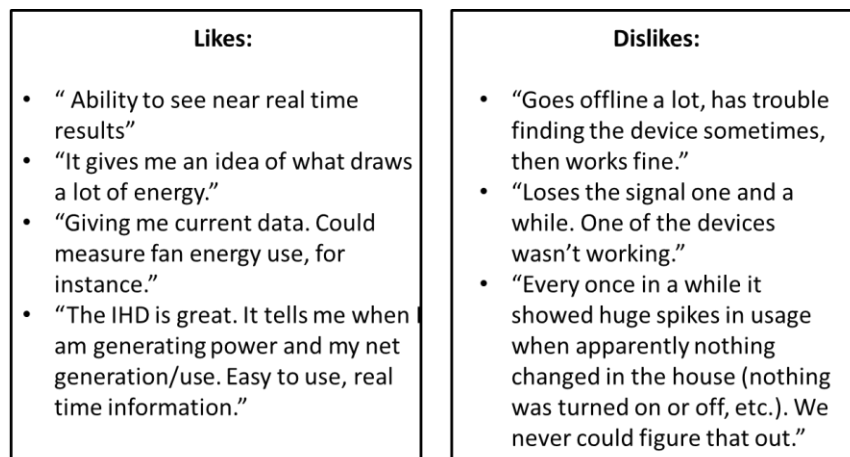 Likes:
• “ Ability to see near real time
results”
• “It gives me an idea of what draws
a lot of energy.”
• “Giving me current data. Could
measure fan energy use, for
instance.”
• “The IHD is great. It tells me when I
am generating power and my net
generation/use. Easy to use, real
time information.”
Dislikes:
• “Goes offline a lot, has trouble
finding the device sometimes,
then works fine.”
• “Loses the signal one and a
while. One of the devices
wasn’t working.”
• “Every once in a while it
showed huge spikes in usage
when apparently nothing
changed in the house (nothing
was turned on or off, etc.). We
never could figure that out.”